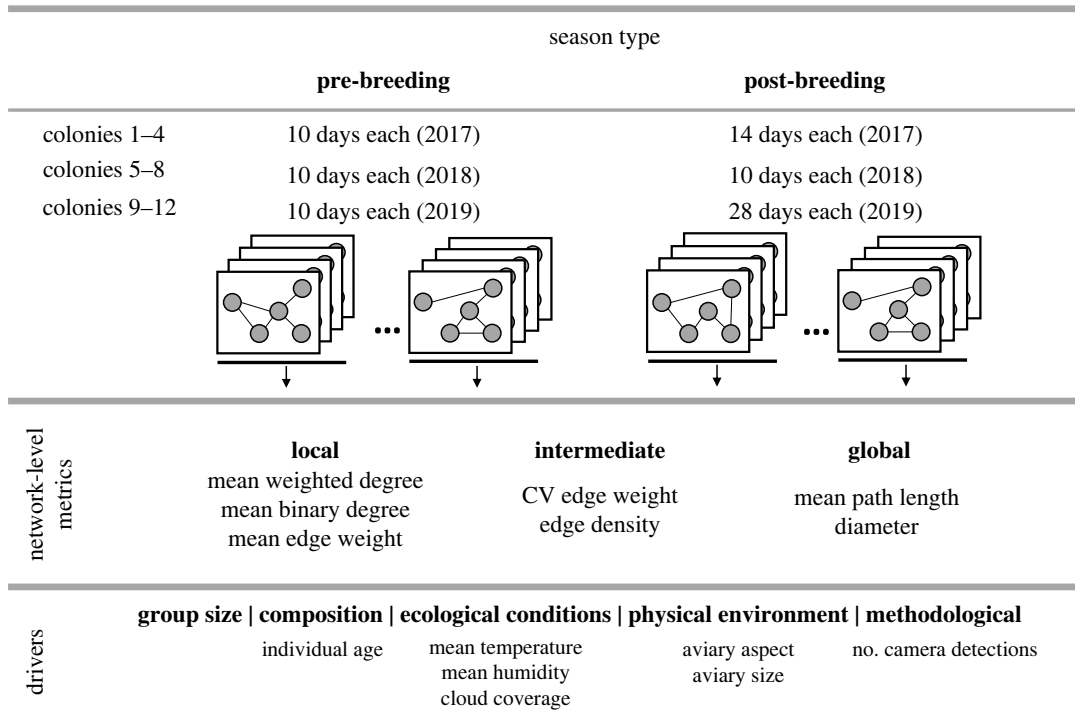 season type
pre-breeding post-breeding
colonies 1–4 10 days each (2017) 14 days each (2017)
colonies 5–8 10 days each (2018) 10 days each (2018)
colonies 9–12 10 days each (2019) 28 days each (2019)
... ...
network-level
metrics
local intermediate global
mean weighted degree
mean binary degree
mean edge weight
CV edge weight
edge density
mean path length
diameter
drivers
group size | composition | ecological conditions | physical environment | methodological
individual age
mean temperature
mean humidity
cloud coverage
aviary aspect
aviary size
no. camera detections